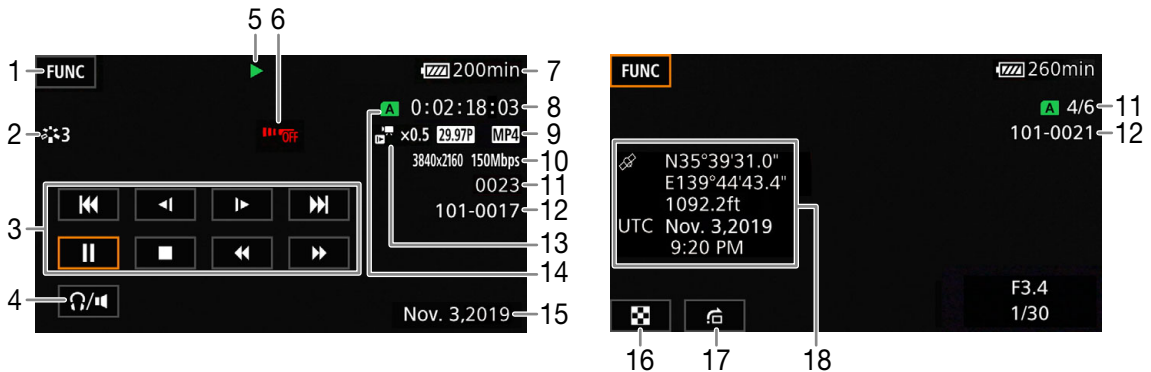 5 6
1 FUNC 200min 7
A 0:02:18:03 8
2 3 OFF ×0.5 29.97P MP4 9
3840x2160 150Mbps 10
0023 11
101-0017 12
3
13
14
4
Nov. 3,2019 15
FUNC 260min
A 4/6 11
101-0021 12
N35°39'31.0"
E139°44'43.4"
1092.2ft
UTC Nov. 3,2019
9:20 PM
F3.4
1/30
16 17 18